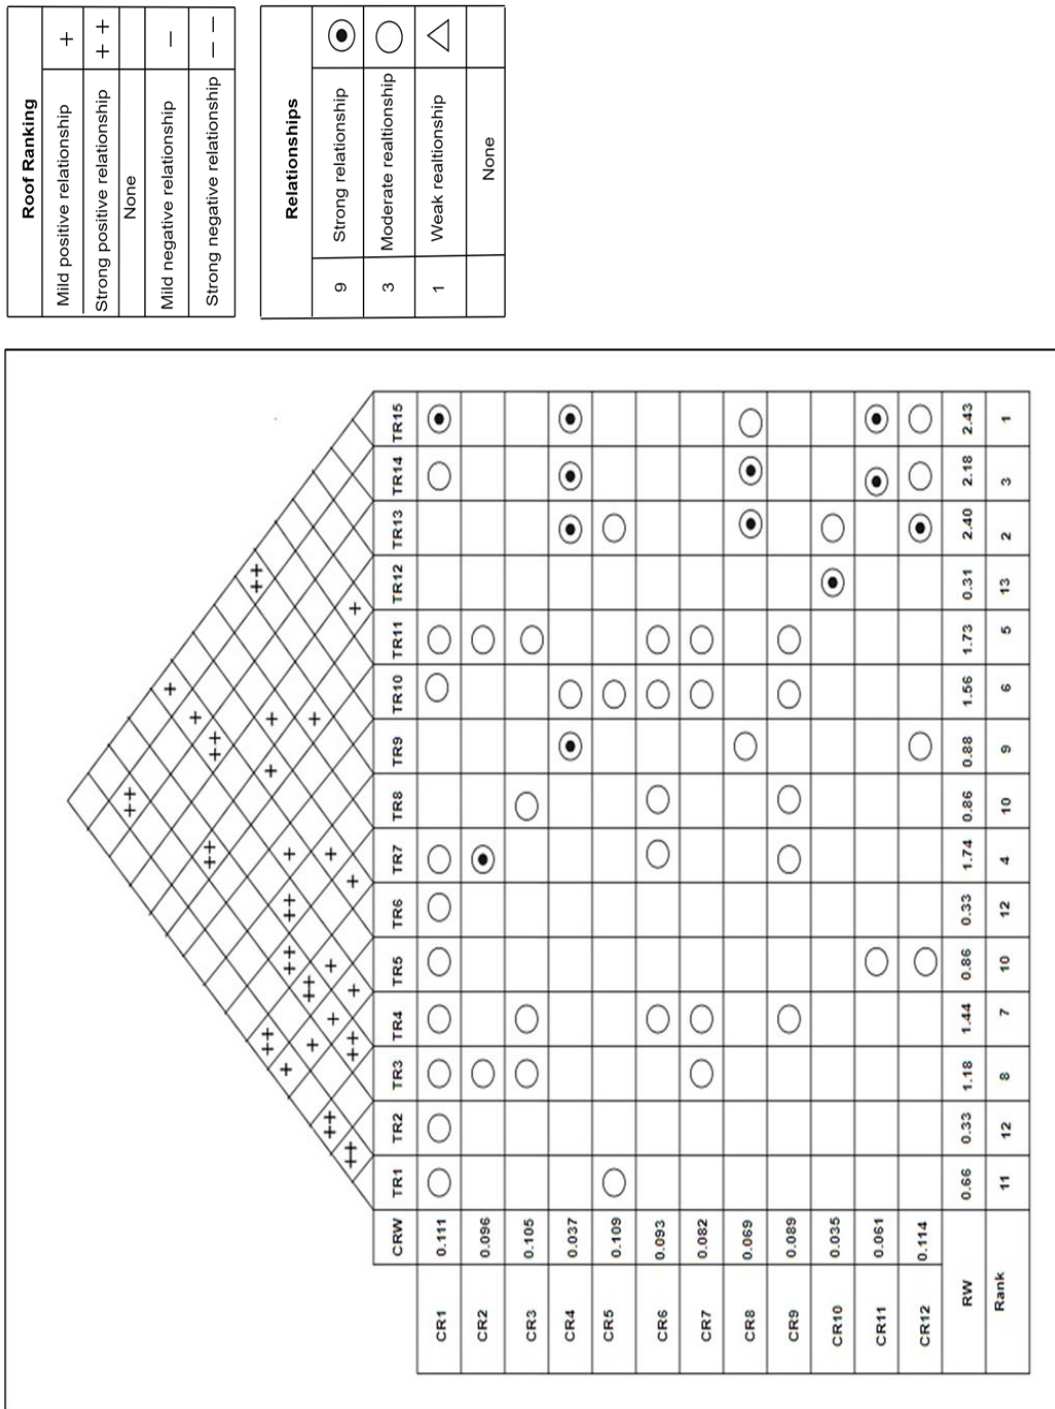 Roof Ranking
Mild positive relationship +
Strong positive relationship + +
None
Mild negative relationship −
Strong negative relationship − −
Relationships
9 Strong relationship
3 Moderate realtionship
1 Weak realtionship
None
++
+
+
++
+
++
+
+
+
+
++
++
+
+
++
+
++
+
++
+
+
++
+
+
++
+
++
++
CRW TR1 TR2 TR3 TR4 TR5 TR6 TR7 TR8 TR9 TR10 TR11 TR12 TR13 TR14 TR15
CR1 0.111
CR2 0.096
CR3 0.105
CR4 0.037
CR5 0.109
CR6 0.093
CR7 0.082
CR8 0.069
CR9 0.089
CR10 0.035
CR11 0.061
CR12 0.114
RW 0.66 0.33 1.18 1.44 0.86 0.33 1.74 0.86 0.88 1.56 1.73 0.31 2.40 2.18 2.43
Rank 11 12 8 7 10 12 4 10 9 6 5 13 2 3 1